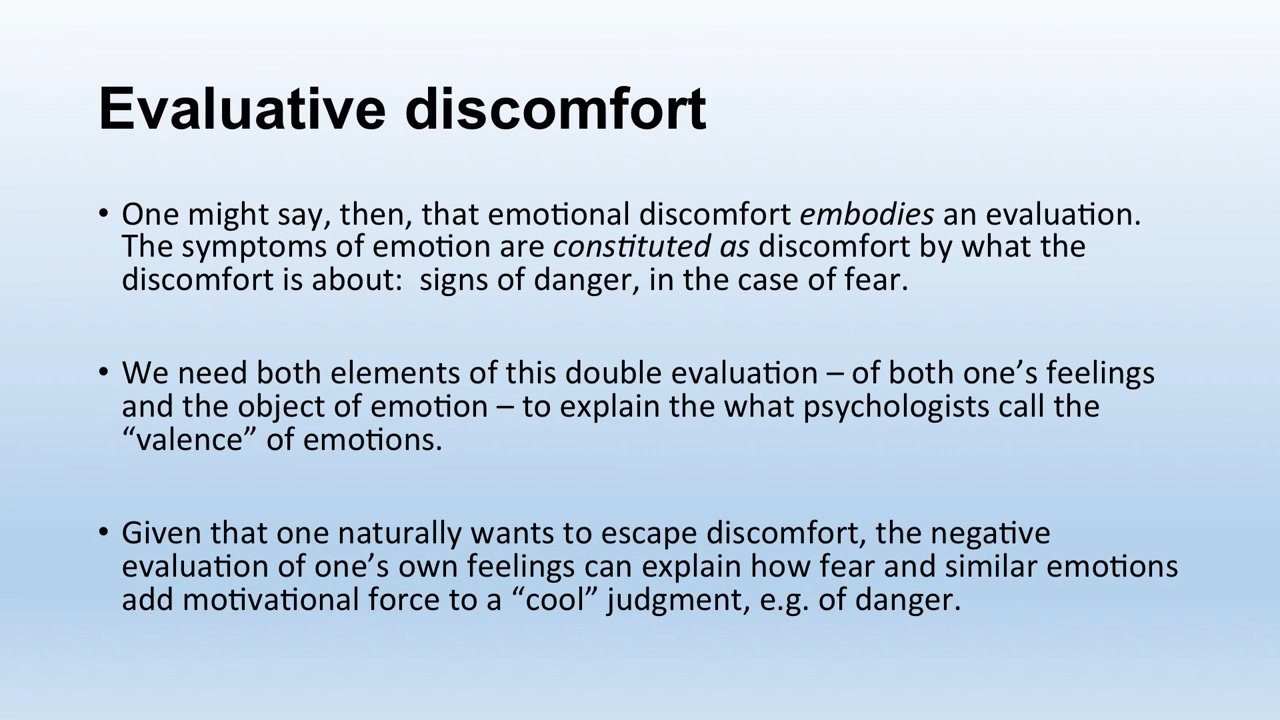 Evaluative discomfort
• One might say, then, that emotional discomfort embodies an evaluation.
The symptoms of emotion are constituted as discomfort by what the
discomfort is about:  signs of danger, in the case of fear.
• We need both elements of this double evaluation – of both one’s feelings
and the object of emotion – to explain the what psychologists call the
“valence” of emotions.
• Given that one naturally wants to escape discomfort, the negative
evaluation of one’s own feelings can explain how fear and similar emotions
add motivational force to a “cool” judgment, e.g. of danger.